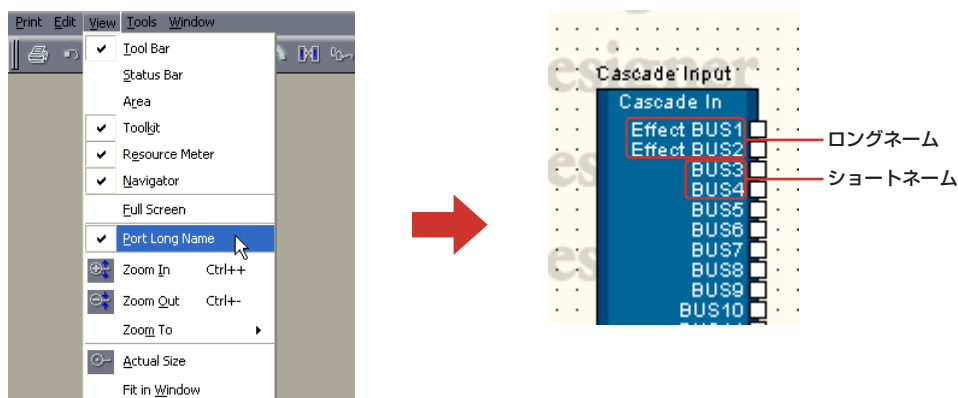 Print Edit View Tools Window
Tool Bar
Status Bar
Area
Toolkit
Resource Meter
Navigator
Full Screen
Port Long Name
Zoom In Ctrl++
Zoom Out Ctrl+-
Zoom To
Actual Size
Fit in Window
esigner
Cascade Input
Cascade In
Effect BUS1
Effect BUS2
BUS3
BUS4
BUS5
BUS6
BUS7
BUS8
BUS9
BUS10
ロングネーム
ショートネーム